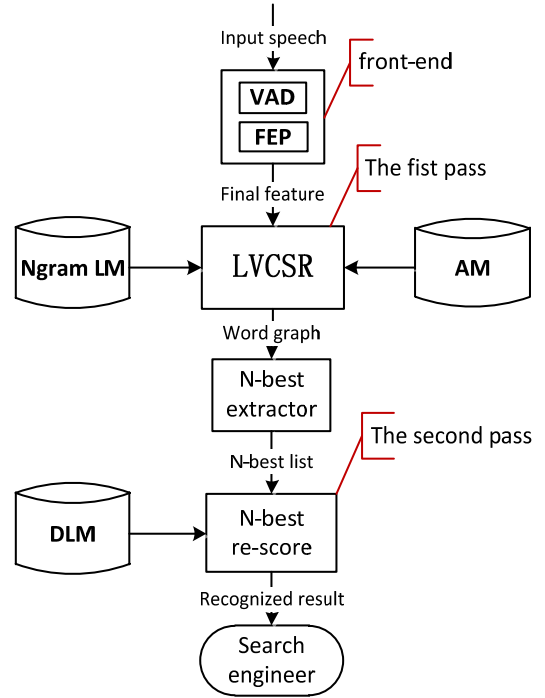 Input speech
front-end
VAD
FEP
The fist pass
Final feature
Ngram LM
LVCSR
AM
Word graph
N-best
extractor
The second pass
N-best list
DLM
N-best
re-score
Recognized result
Search
engineer